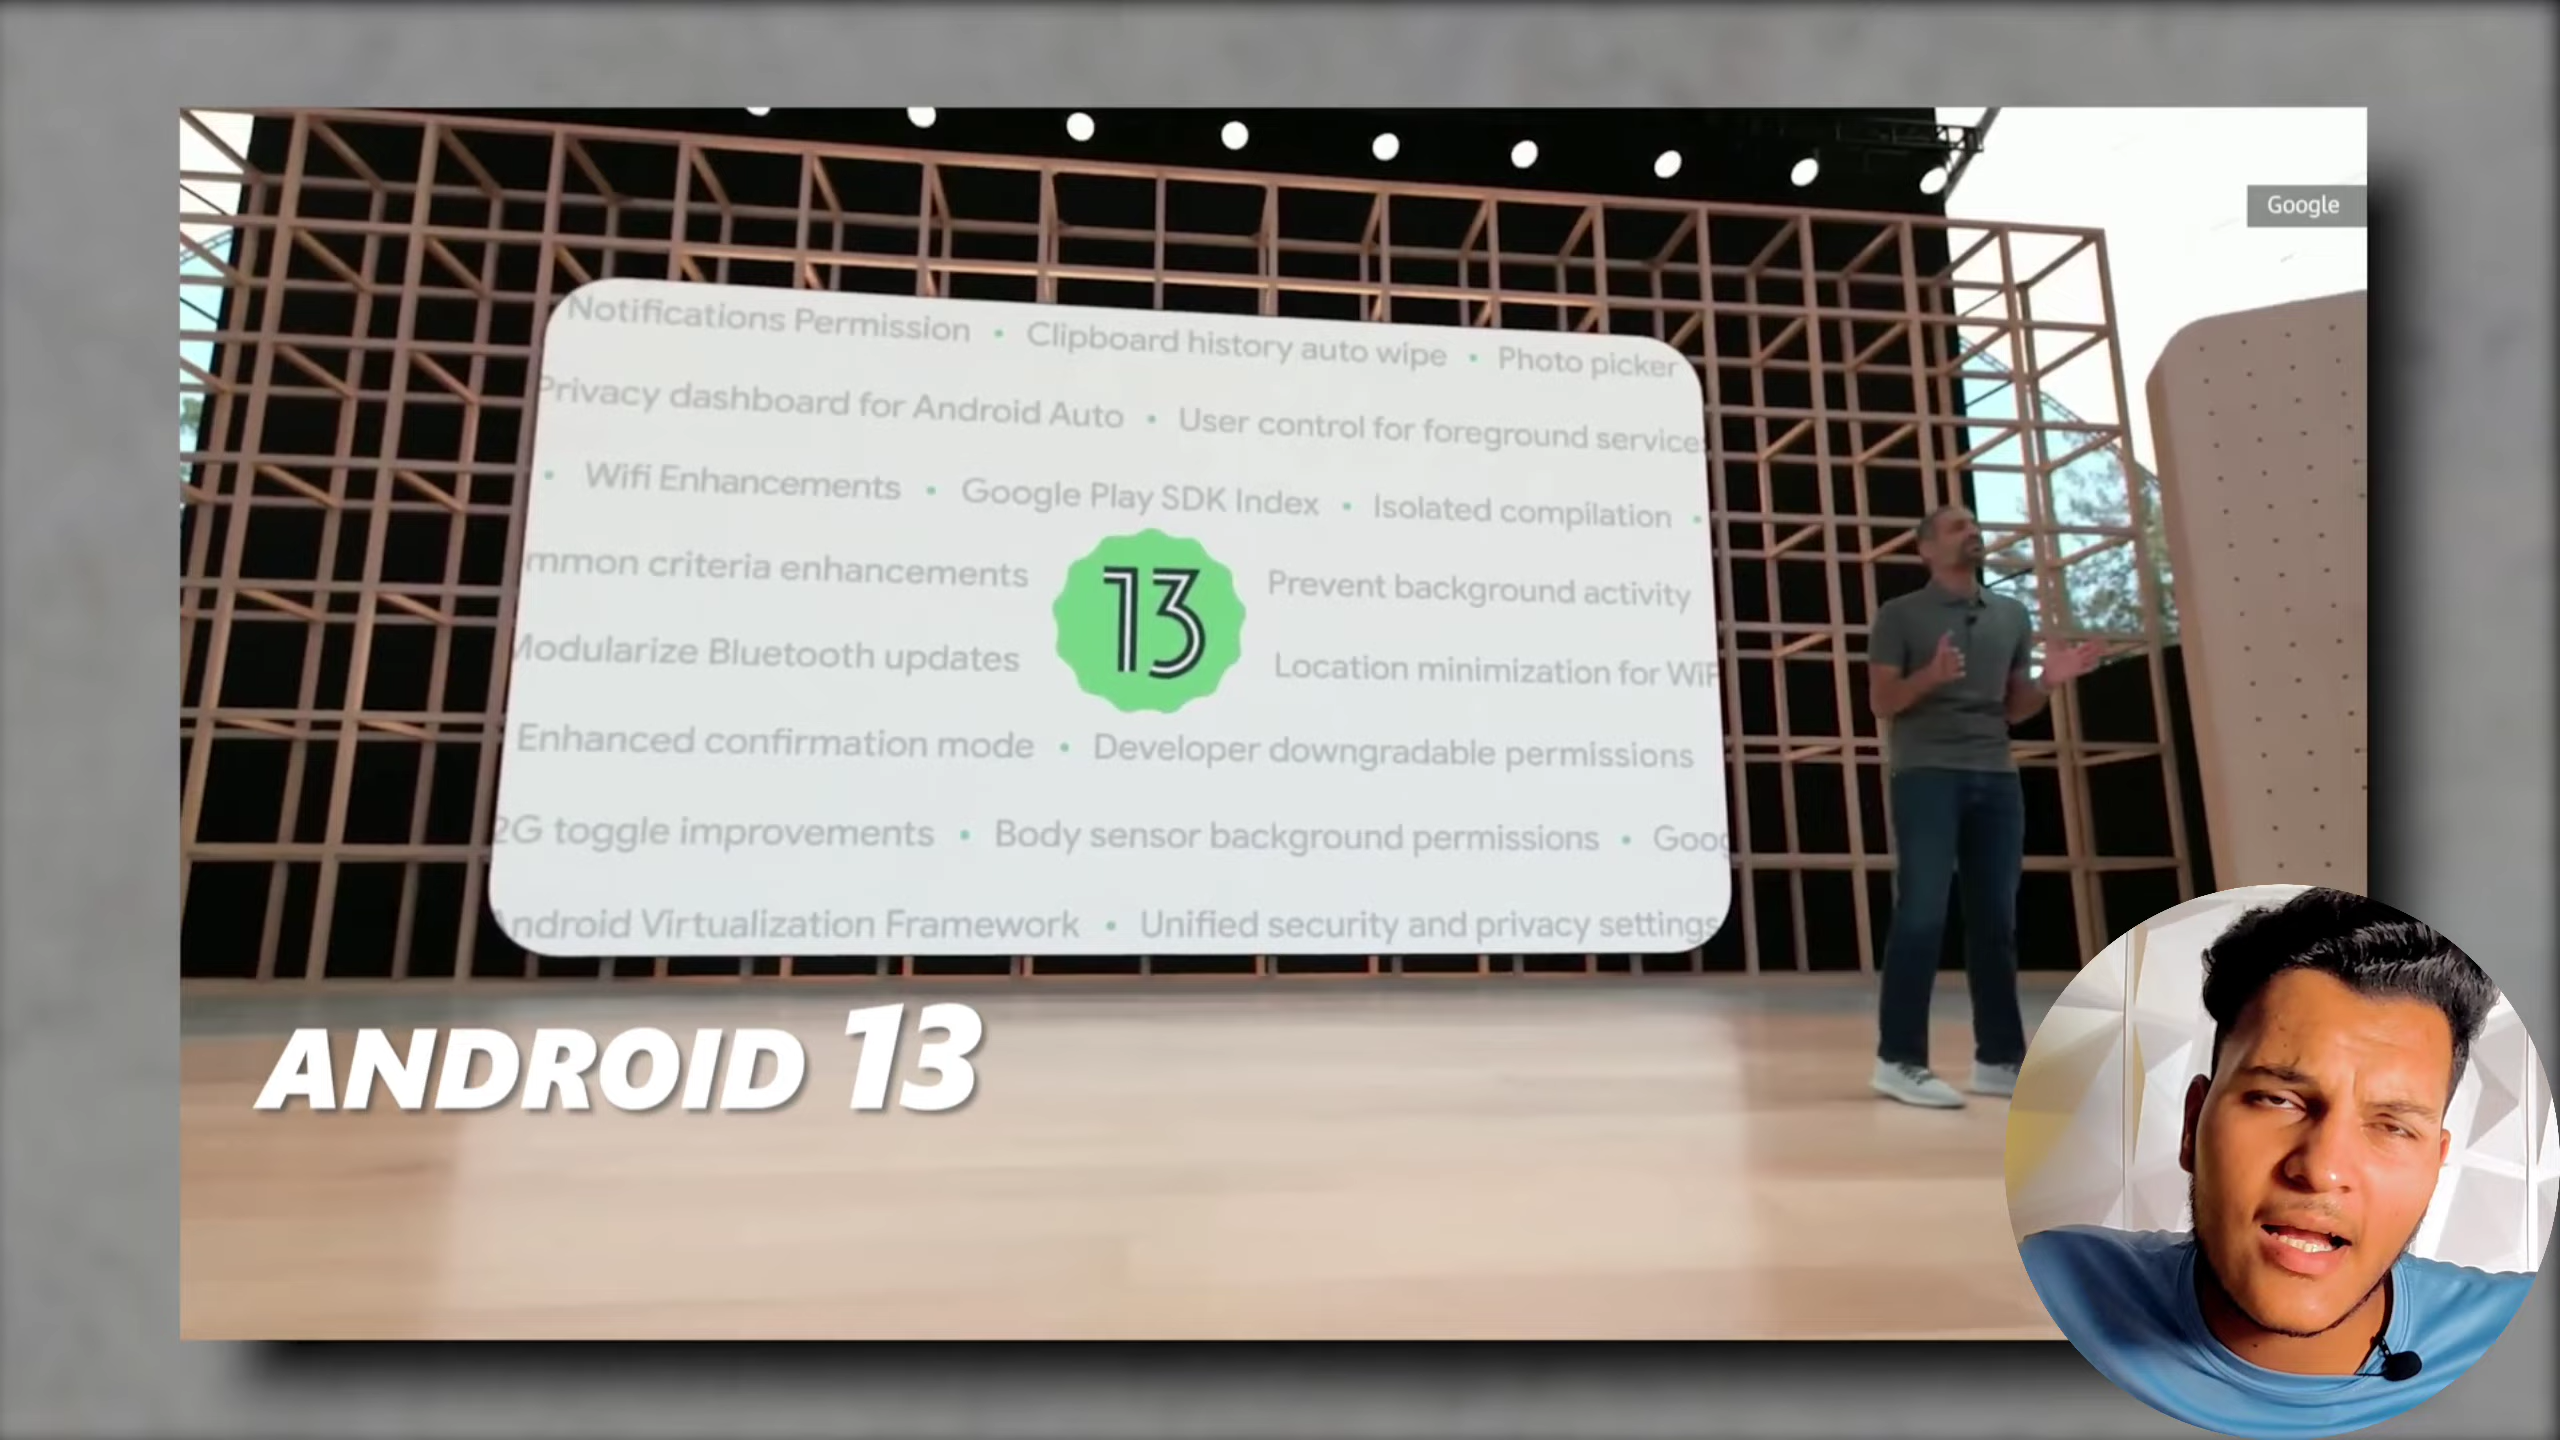 Google
Notifications Permission • Clipboard history auto wipe • Photo picker
Privacy dashboard for Android Auto • User control for foreground services
• Wifi Enhancements • Google Play SDK Index • Isolated compilation •
mmon criteria enhancements
Prevent background activity
13
Modularize Bluetooth updates
Location minimization for WiF
Enhanced confirmation mode • Developer downgradable permissions
2G toggle improvements • Body sensor background permissions • Goog
ndroid Virtualization Framework • Unified security and privacy settings
ANDROID 13